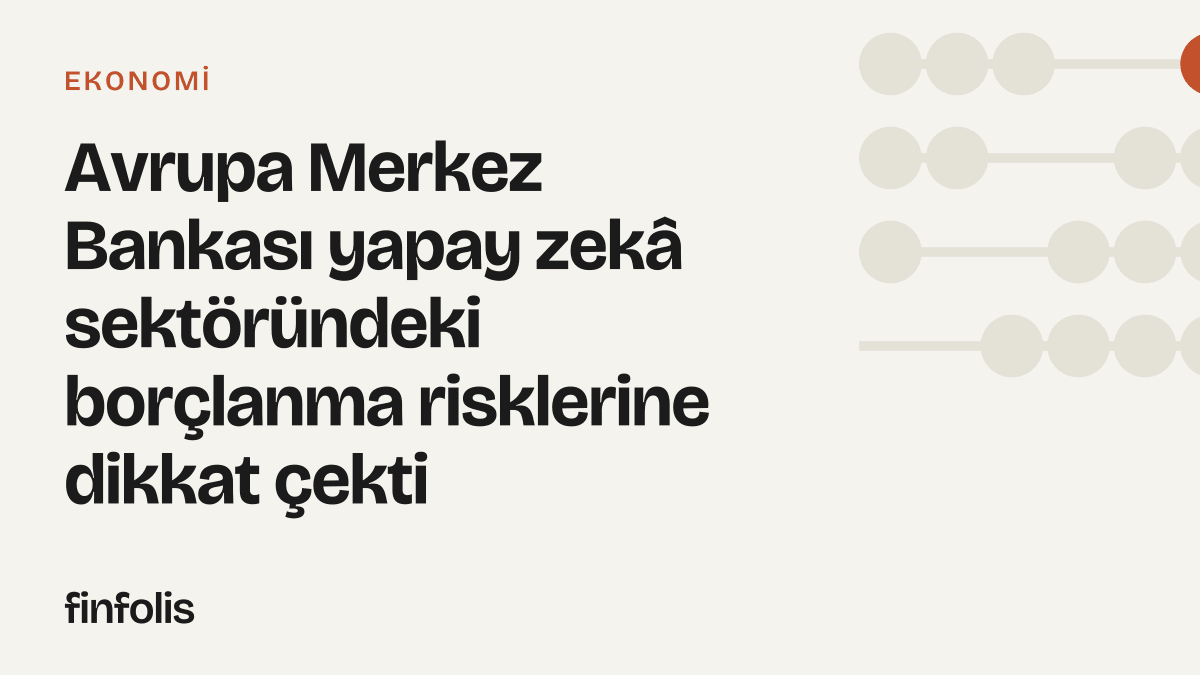 EKONOMİ
Avrupa Merkez
Bankası yapay zekâ
sektöründeki
borçlanma risklerine
dikkat çekti
finfolis